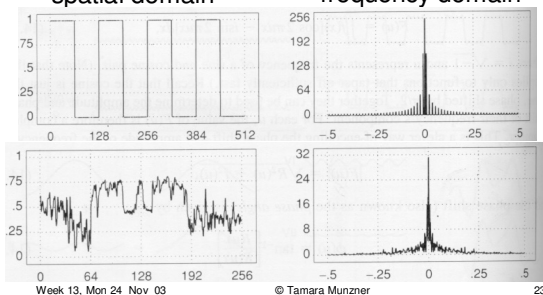 spatial domain
frequency domain
1
.75
.5
.25
0
0 128 256 384 512
256
192
128
64
0
-.5 -.25 0 .25 .5
1
.75
.5
.25
0
0 64 128 192 256
32
24
16
8
0
-.5 -.25 0 .25 .5
Week 13, Mon 24 Nov 03
© Tamara Munzner
23